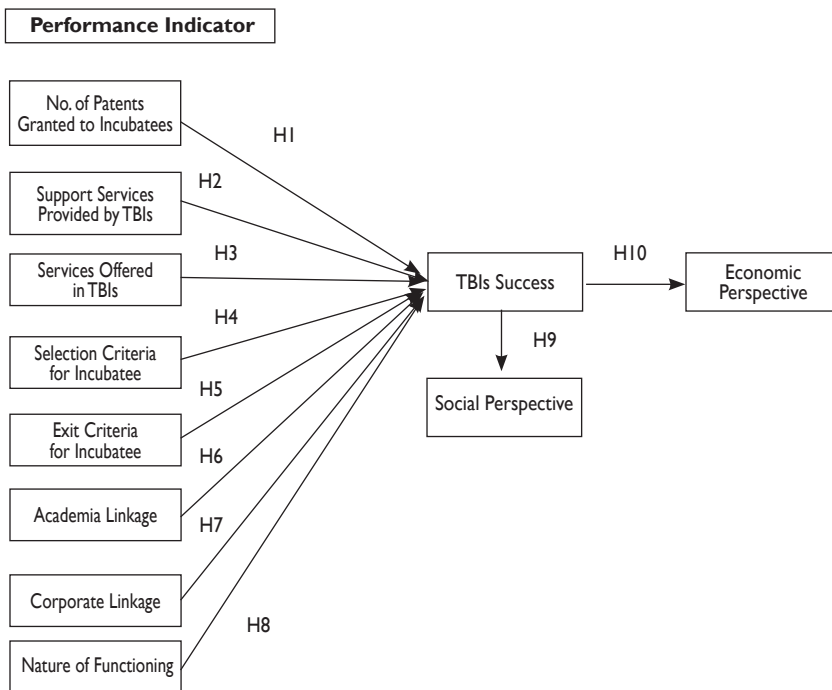 Performance Indicator
No. of Patents
Granted to Incubatees
H1
Support Services
Provided by TBIs
H2
Services Offered
in TBIs
H3
TBIs Success
H10
Economic
Perspective
H4
Selection Criteria
for Incubatee
H9
H5
Social Perspective
Exit Criteria
for Incubatee
H6
Academia Linkage
H7
Corporate Linkage
H8
Nature of Functioning